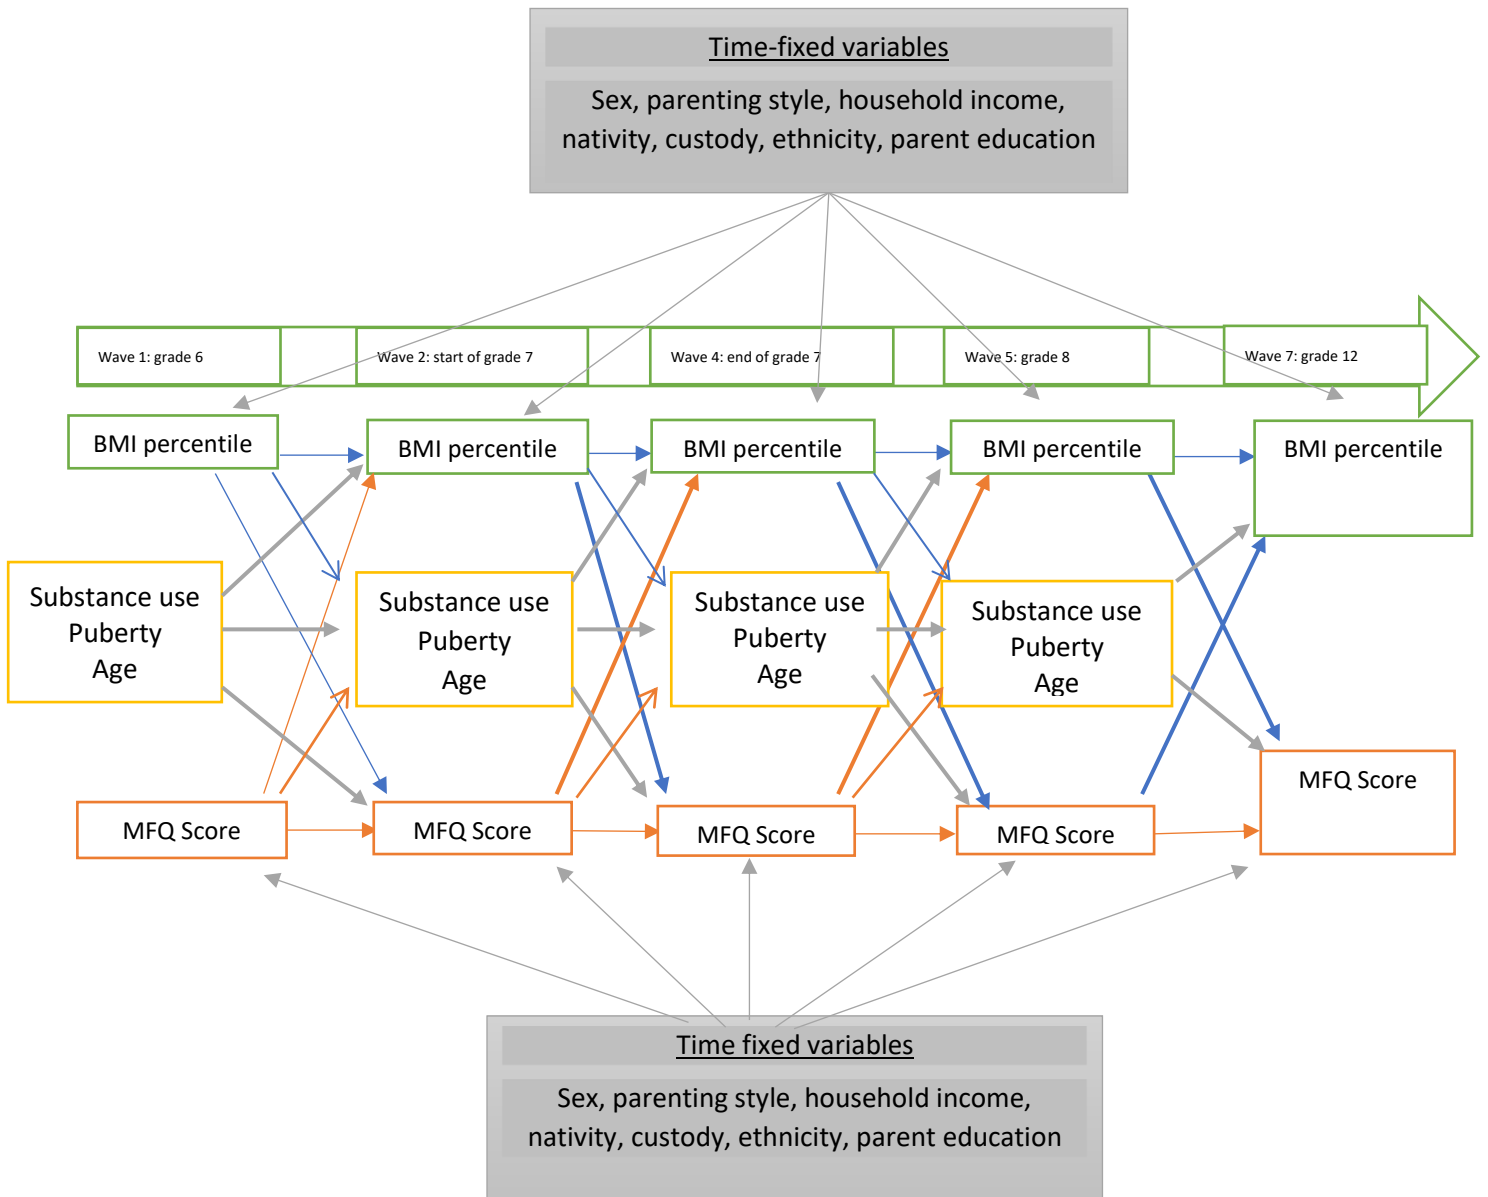 Time-fixed variables
Sex, parenting style, household income,
nativity, custody, ethnicity, parent education
Wave 1: grade 6
Wave 2: start of grade 7
Wave 4: end of grade 7
Wave 5: grade 8
Wave 7: grade 12
BMI percentile
BMI percentile
BMI percentile
BMI percentile
BMI percentile
Substance use
Puberty
Age
Substance use
Puberty
Age
Substance use
Puberty
Age
Substance use
Puberty
Age
MFQ Score
MFQ Score
MFQ Score
MFQ Score
MFQ Score
Time fixed variables
Sex, parenting style, household income,
nativity, custody, ethnicity, parent education